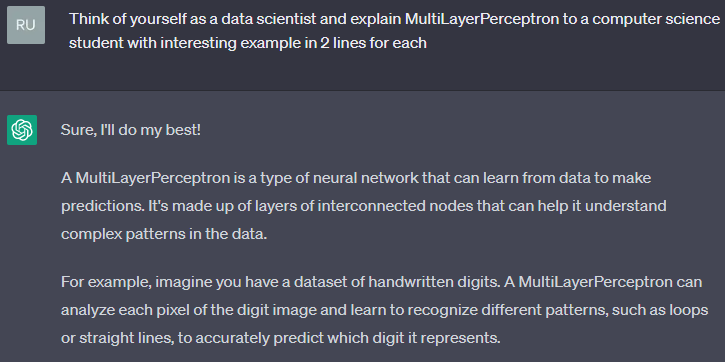 RU
Think of yourself as a data scientist and explain MultiLayerPerceptron to a computer science
student with interesting example in 2 lines for each
Sure, I'll do my best!
A MultiLayerPerceptron is a type of neural network that can learn from data to make
predictions. It's made up of layers of interconnected nodes that can help it understand
complex patterns in the data.
For example, imagine you have a dataset of handwritten digits. A MultiLayerPerceptron can
analyze each pixel of the digit image and learn to recognize different patterns, such as loops
or straight lines, to accurately predict which digit it represents.